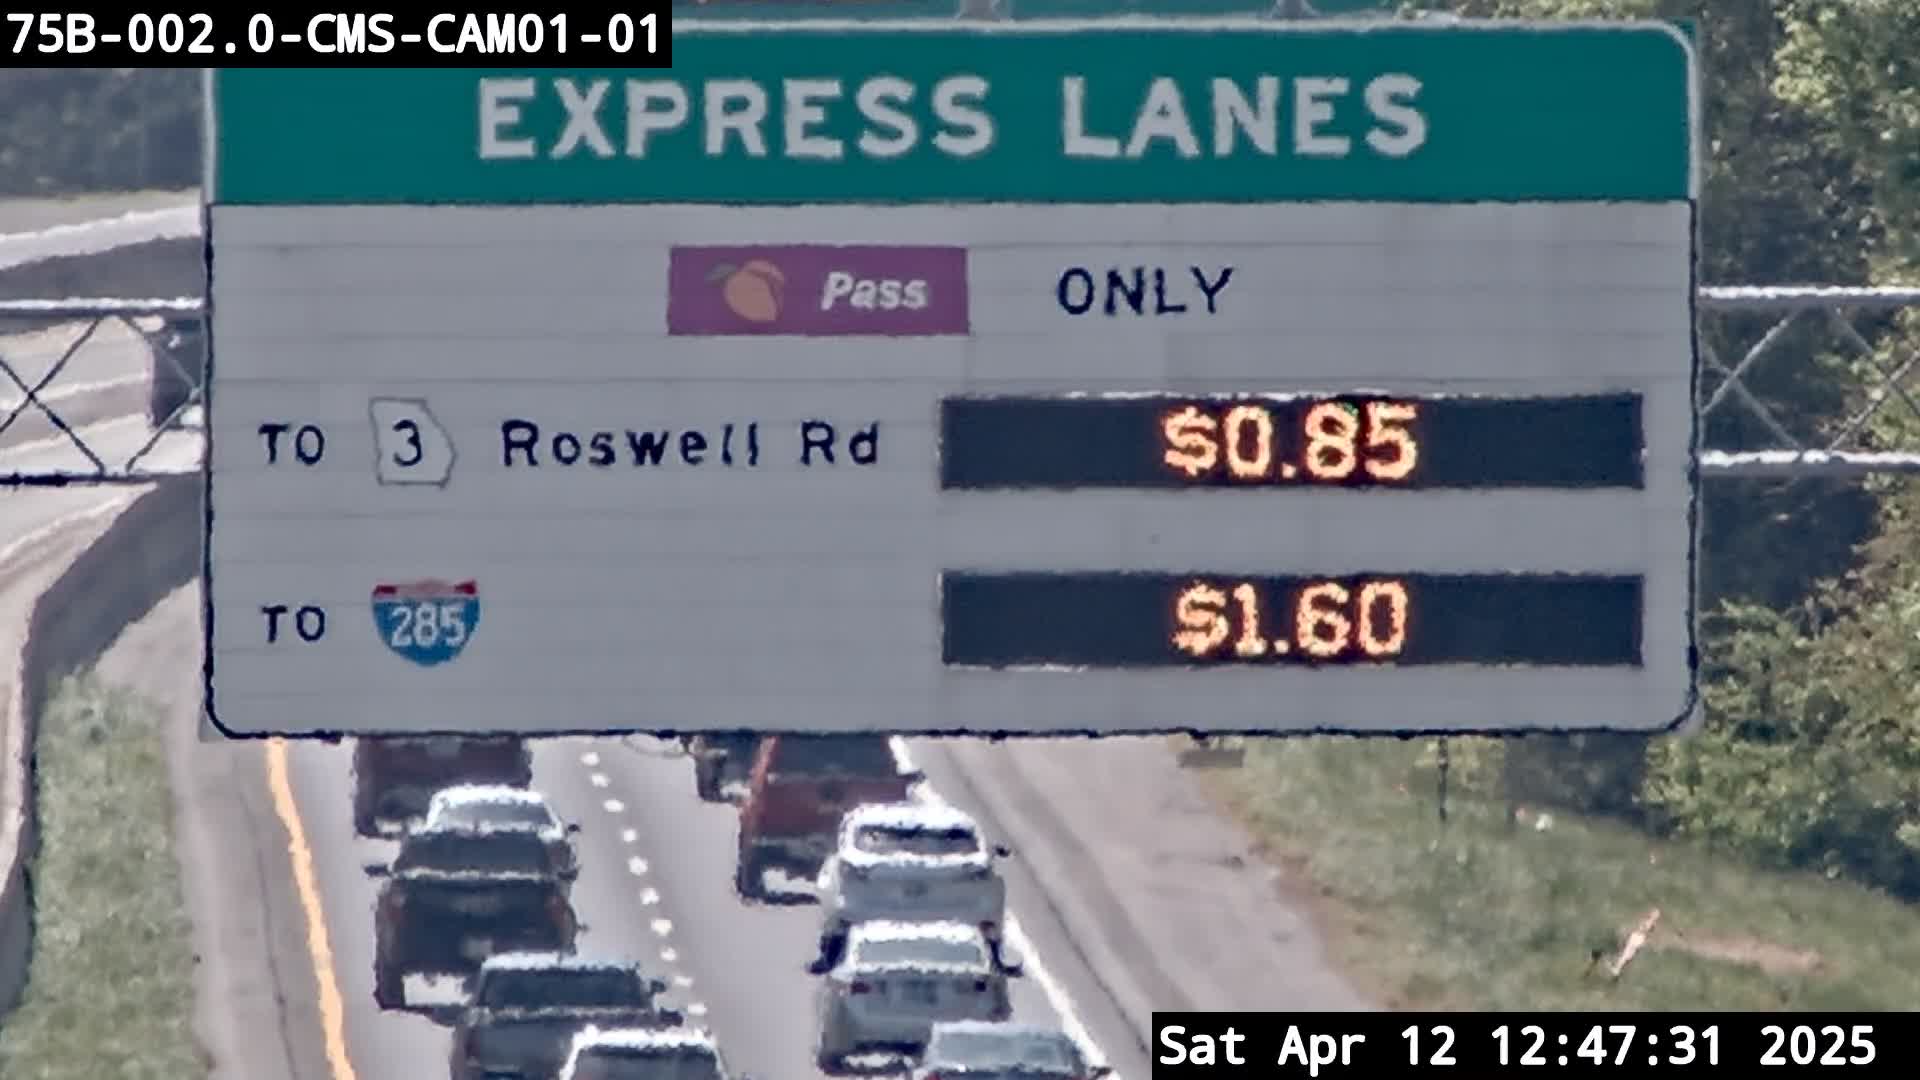 75B-002.0-CMS-CAM01-01
EXPRESS LANES
Pass ONLY
TO 3 Roswell Rd $0.85
TO 285 $1.60
Sat Apr 12 12:47:31 2025